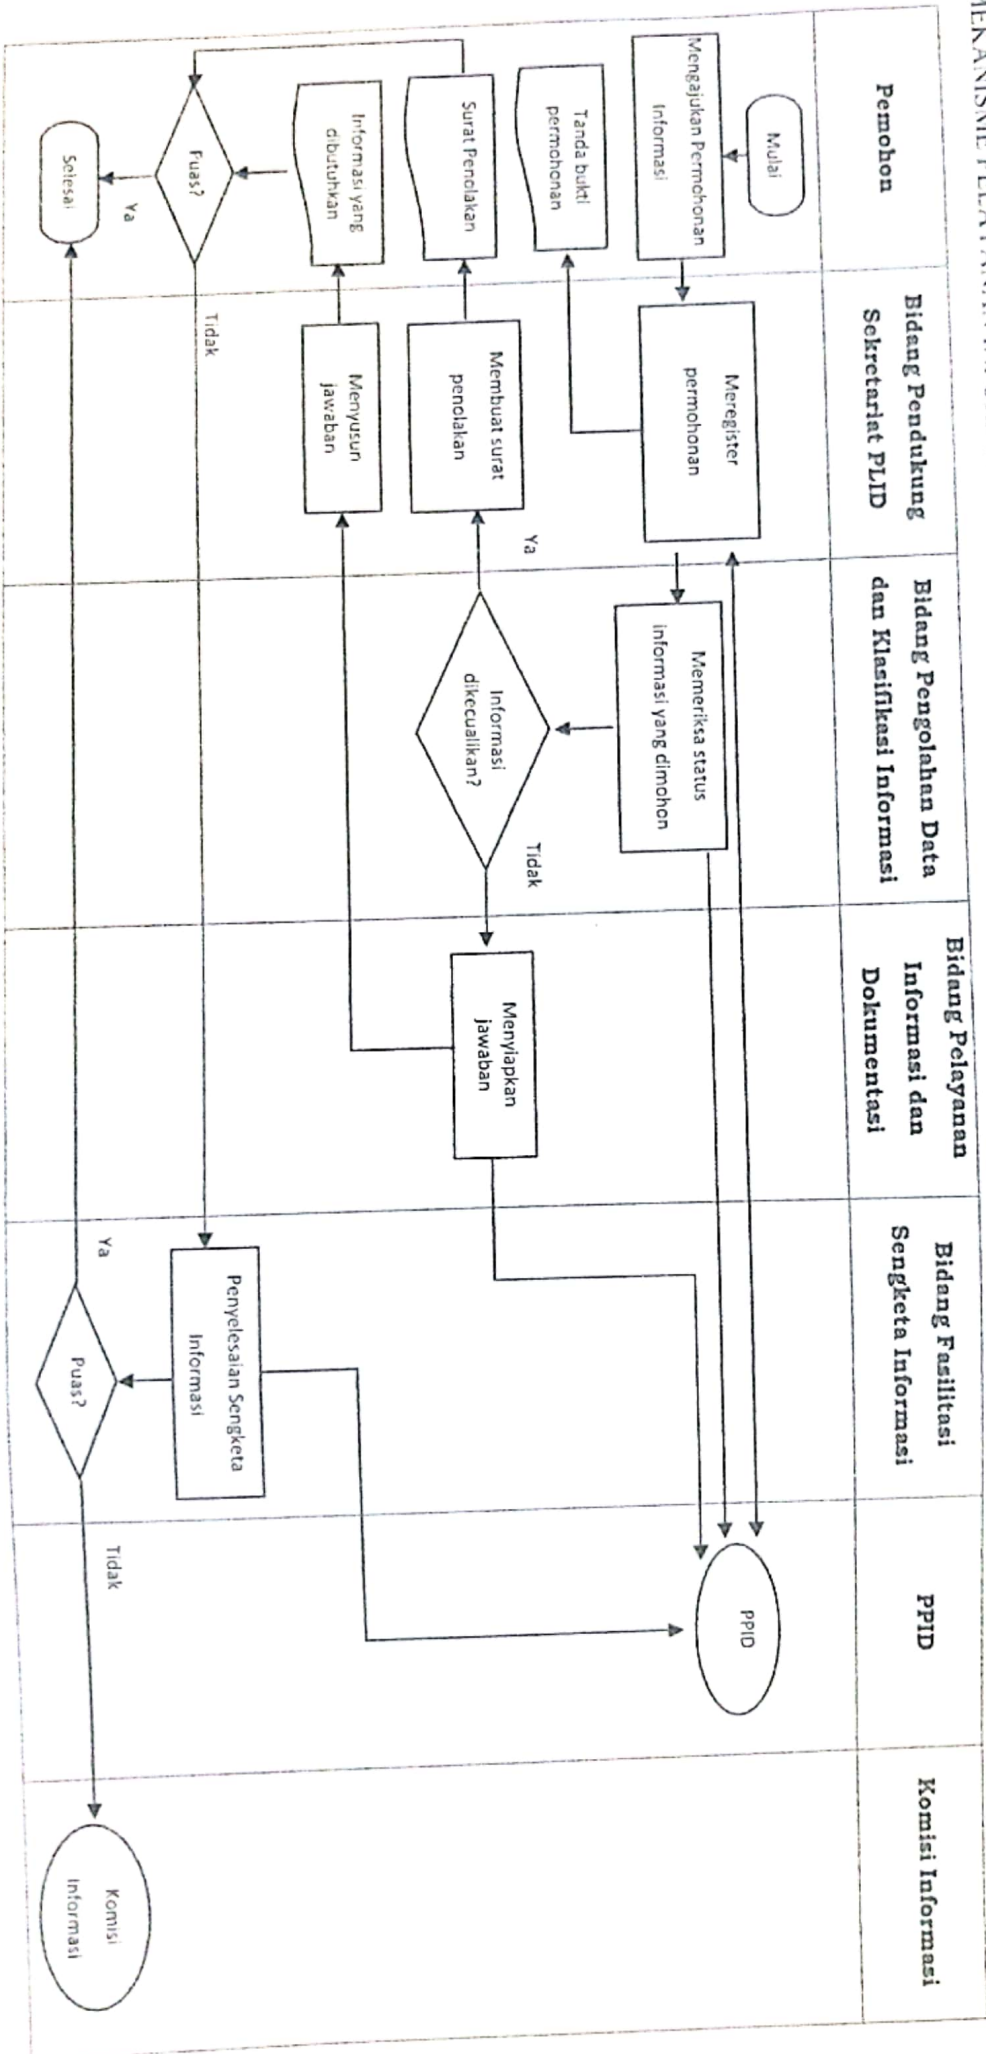 Pemohon
Bidang Pendukung
Sekretariat PLID
Bidang Pengolahan Data
dan Klasifikasi Informasi
Bidang Pelayanan
Informasi dan
Dokumentasi
Bidang Fasilitasi
Sengketa Informasi
PPID
Komisi Informasi
Mulai
Mengajukan Permohonan
Informasi
Meregister
permohonan
Memeriksa status
informasi yang dimohon
PPID
Tanda bukti
permohonan
Surat Penolakan
Membuat surat
penolakan
Ya
Informasi
dikecualikan?
Tidak
Menyiapkan
jawaban
Informasi yang
dibutuhkan
Menyusun
jawaban
Puas?
Tidak
Ya
Penyelesaian Sengketa
Informasi
Selesai
Ya
Puas?
Tidak
Komisi
Informasi